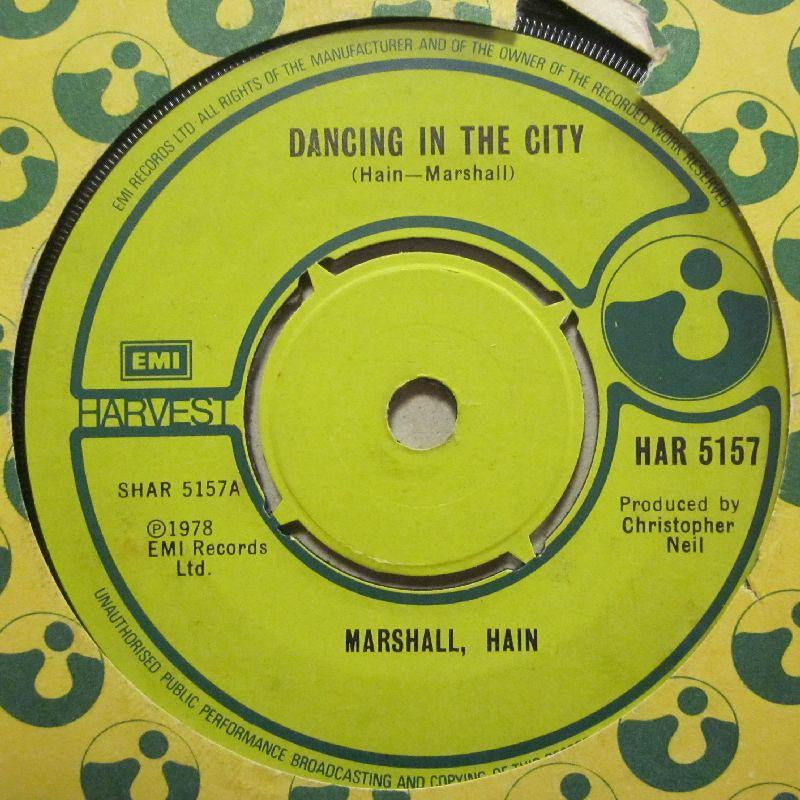 EMI RECORDS LTD ALL RIGHTS OF THE MANUFACTURER AND OF THE OWNER OF THE RECORDED WORK RESERVED
DANCING IN THE CITY
(Hain—Marshall)
EMI
HARVEST
HAR 5157
SHAR 5157A
Ⓟ1978
EMI Records
Ltd.
Produced by
Christopher
Neil
MARSHALL, HAIN
UNAUTHORISED PUBLIC PERFORMANCE BROADCASTING AND COPYING OF THIS